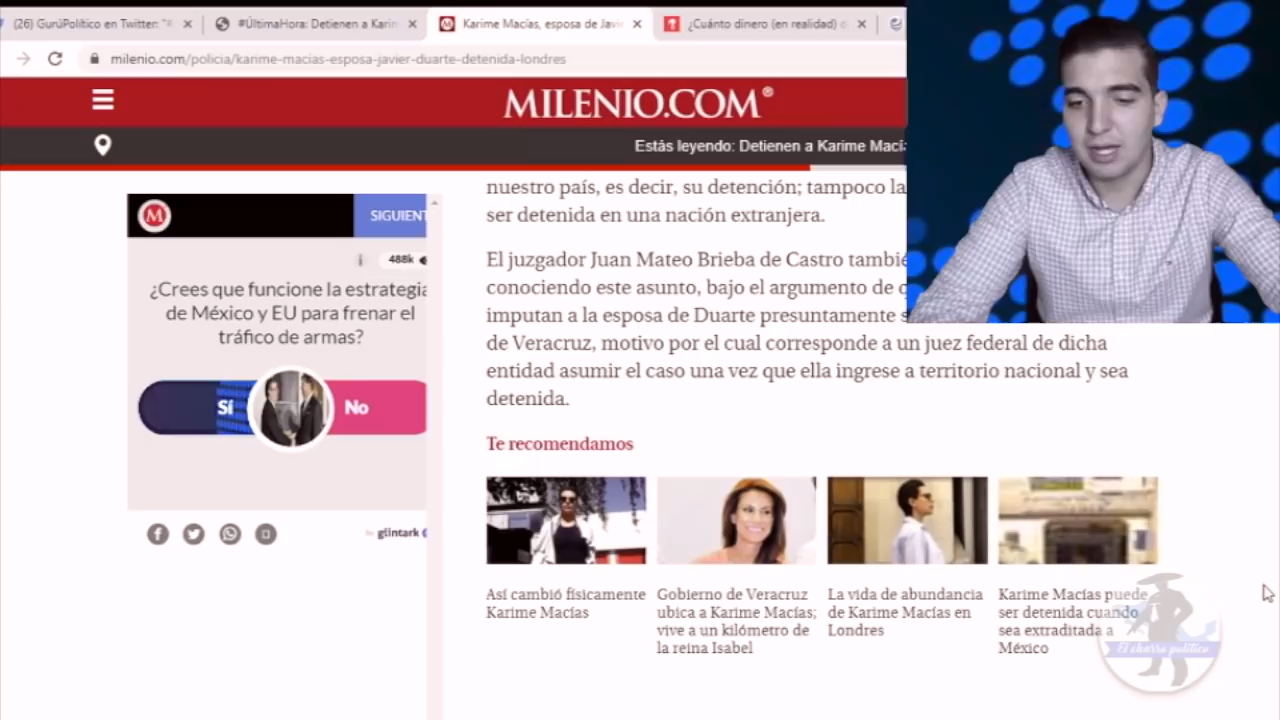 (26) GurúPolítico en Twitter: "#
#ÚltimaHora: Detienen a Karim
Karime Macías, esposa de Javi
¿Cuánto dinero (en realidad)
milenio.com/policia/karime-macias-esposa-javier-duarte-detenida-londres
MILENIO.COM®
Estás leyendo: Detienen a Karime Macía
M
SIGUIENT
488k
¿Crees que funcione la estrategia
de México y EU para frenar el
tráfico de armas?
Sí
No
by glintark
nuestro país, es decir, su detención; tampoco la
ser detenida en una nación extranjera.
El juzgador Juan Mateo Brieba de Castro tambié
conociendo este asunto, bajo el argumento de q
imputan a la esposa de Duarte presuntamente s
de Veracruz, motivo por el cual corresponde a un juez federal de dicha
entidad asumir el caso una vez que ella ingrese a territorio nacional y sea
detenida.
Te recomendamos
Así cambió físicamente
Karime Macías
Gobierno de Veracruz
ubica a Karime Macías;
vive a un kilómetro de
la reina Isabel
La vida de abundancia
de Karime Macías en
Londres
Karime Macías puede
ser detenida cuando
sea extraditada a
México
El charro político